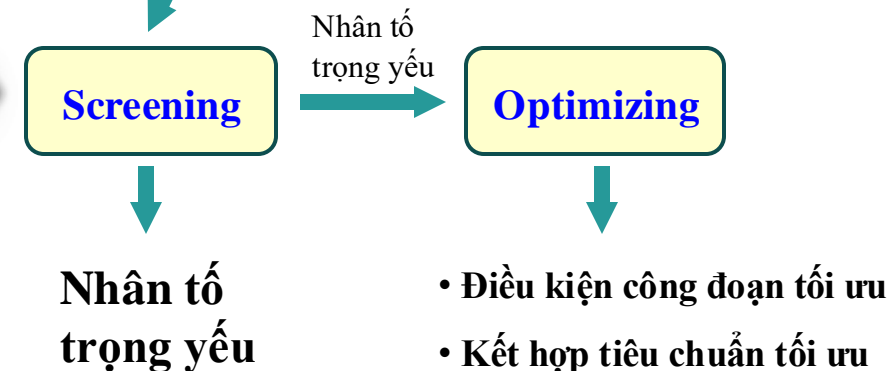 Nhân tố
trọng yếu
Screening
Optimizing
Nhân tố
trọng yếu
• Điều kiện công đoạn tối ưu
• Kết hợp tiêu chuẩn tối ưu